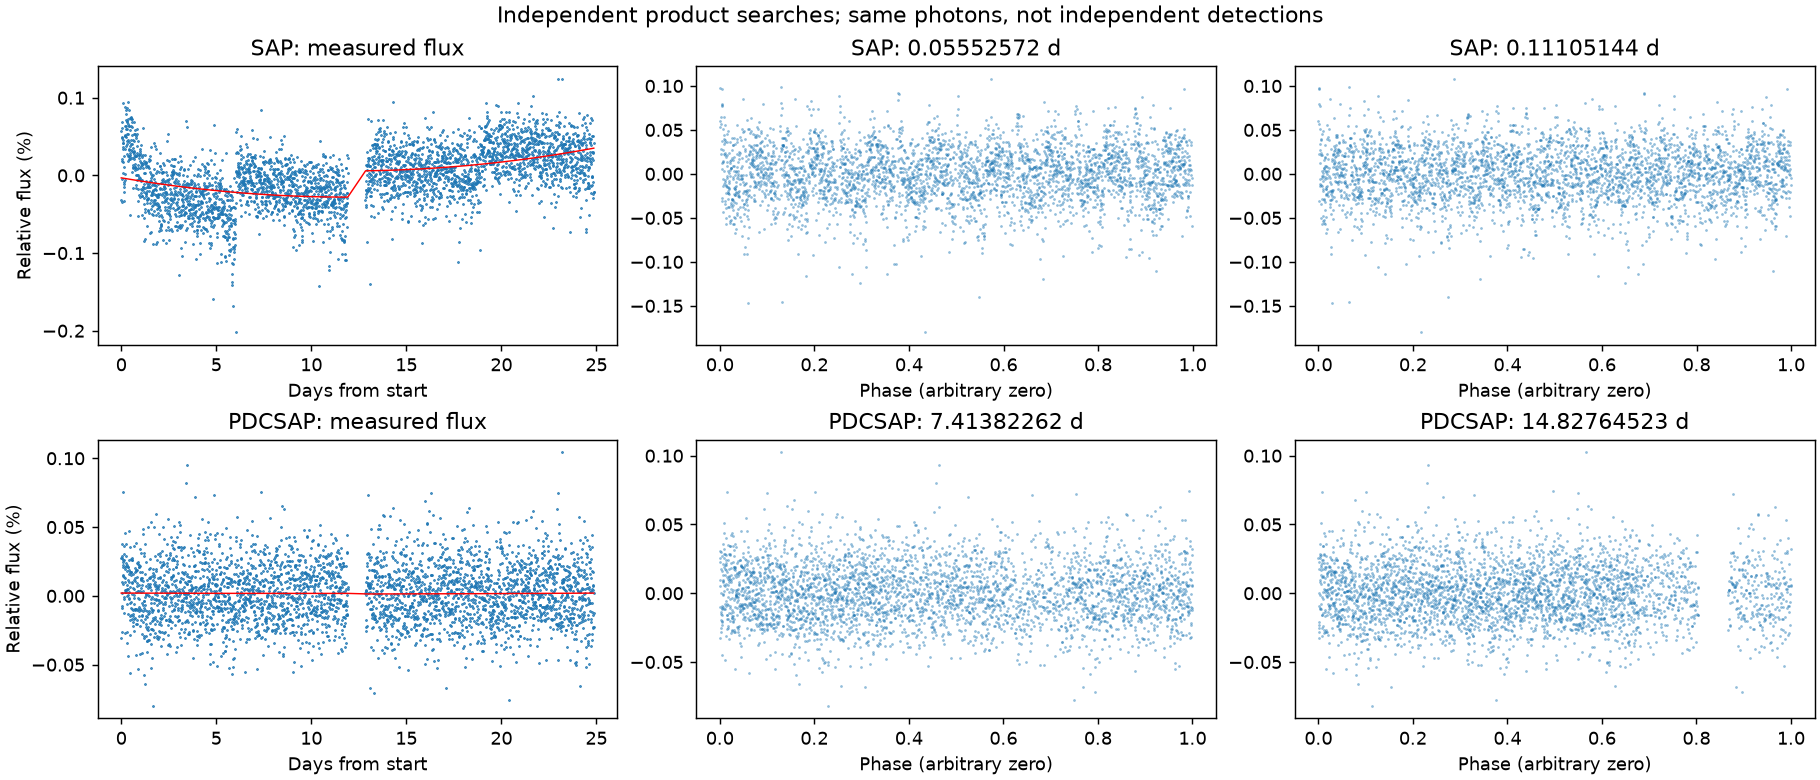 Independent product searches; same photons, not independent detections
SAP: measured flux
SAP: 0.05552572 d
SAP: 0.11105144 d
Relative flux (%)
0.1
0.0
−0.1
−0.2
0 5 10 15 20 25
Days from start
0.10
0.05
0.00
−0.05
−0.10
−0.15
0.0 0.2 0.4 0.6 0.8 1.0
Phase (arbitrary zero)
0.10
0.05
0.00
−0.05
−0.10
−0.15
0.0 0.2 0.4 0.6 0.8 1.0
Phase (arbitrary zero)
PDCSAP: measured flux
PDCSAP: 7.41382262 d
PDCSAP: 14.82764523 d
Relative flux (%)
0.10
0.05
0.00
−0.05
0 5 10 15 20 25
Days from start
0.10
0.05
0.00
−0.05
0.0 0.2 0.4 0.6 0.8 1.0
Phase (arbitrary zero)
0.10
0.05
0.00
−0.05
0.0 0.2 0.4 0.6 0.8 1.0
Phase (arbitrary zero)